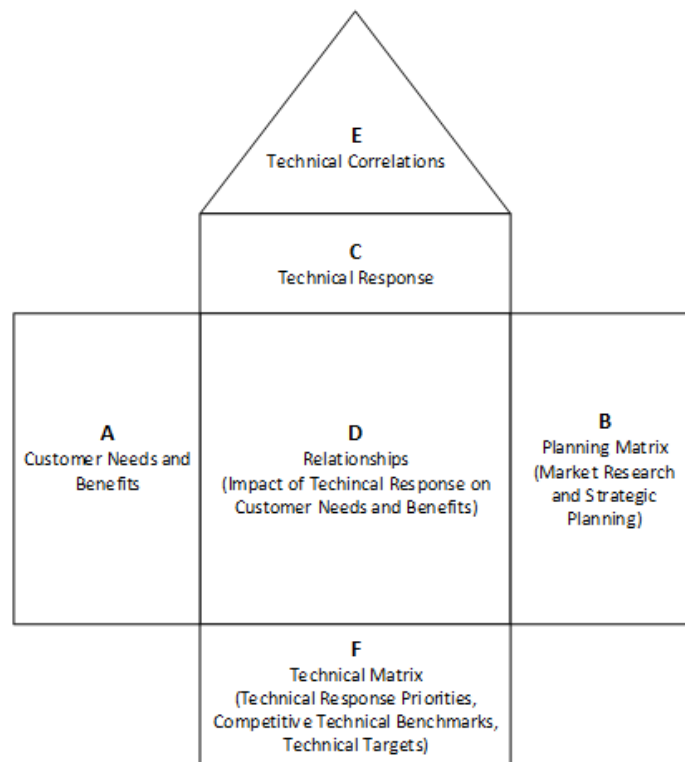 E
Technical Correlations
C
Technical Response
A
Customer Needs and
Benefits
D
Relationships
(Impact of Techincal Response on
Customer Needs and Benefits)
B
Planning Matrix
(Market Research
and Strategic
Planning)
F
Technical Matrix
(Technical Response Priorities,
Competitive Technical Benchmarks,
Technical Targets)